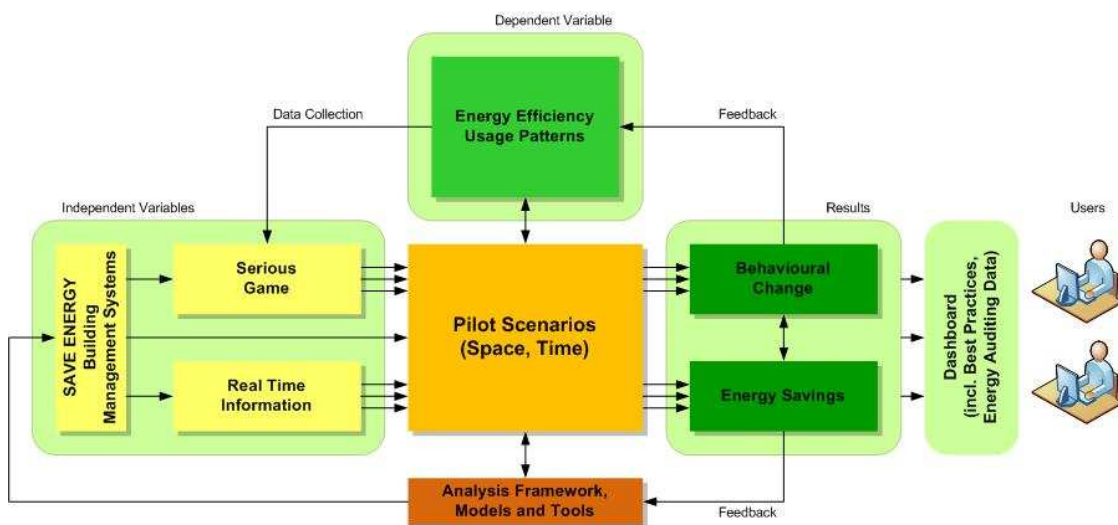 Dependent Variable
Energy Efficiency
Usage Patterns
Data Collection
Feedback
Independent Variables
SAVE ENERGY
Building
Management Systems
Serious
Game
Real Time
Information
Pilot Scenarios
(Space, Time)
Results
Behavioural
Change
Energy Savings
Dashboard
(incl. Best Practices,
Energy Auditing Data)
Users
Analysis Framework,
Models and Tools
Feedback